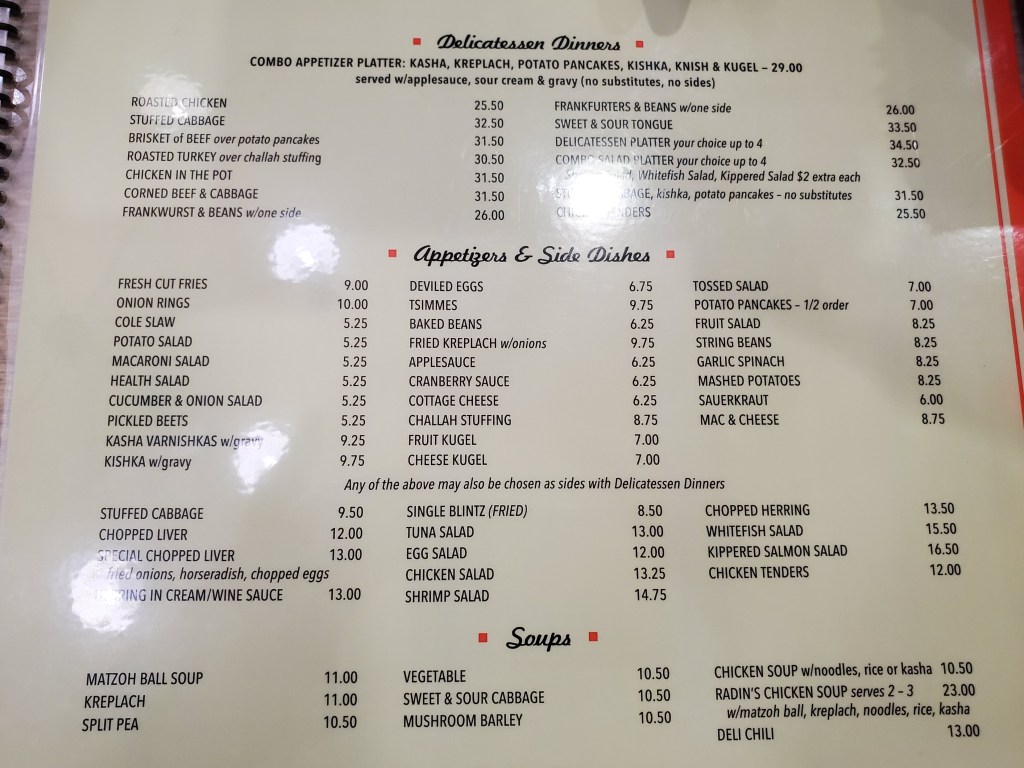 Delicatessen Dinners
COMBO APPETIZER PLATTER: KASHA, KREPLACH, POTATO PANCAKES, KISHKA, KNISH & KUGEL – 29.00
served w/applesauce, sour cream & gravy (no substitutes, no sides)
ROASTED CHICKEN 25.50
STUFFED CABBAGE 32.50
BRISKET of BEEF over potato pancakes 31.50
ROASTED TURKEY over challah stuffing 30.50
CHICKEN IN THE POT 31.50
CORNED BEEF & CABBAGE 31.50
FRANKWURST & BEANS w/one side 26.00
FRANKFURTERS & BEANS w/one side 26.00
SWEET & SOUR TONGUE 33.50
DELICATESSEN PLATTER your choice up to 4 34.50
COMBO SALAD PLATTER your choice up to 4 32.50
Whitefish Salad, Kippered Salad $2 extra each
kishka, potato pancakes – no substitutes 31.50
CHICKEN TENDERS 25.50
Appetizers & Side Dishes
FRESH CUT FRIES 9.00
ONION RINGS 10.00
COLE SLAW 5.25
POTATO SALAD 5.25
MACARONI SALAD 5.25
HEALTH SALAD 5.25
CUCUMBER & ONION SALAD 5.25
PICKLED BEETS 5.25
KASHA VARNISHKAS w/gravy 9.25
KISHKA w/gravy 9.75
DEVILED EGGS 6.75
TSIMMES 9.75
BAKED BEANS 6.25
FRIED KREPLACH w/onions 9.75
APPLESAUCE 6.25
CRANBERRY SAUCE 6.25
COTTAGE CHEESE 6.25
CHALLAH STUFFING 8.75
FRUIT KUGEL 7.00
CHEESE KUGEL 7.00
TOSSED SALAD 7.00
POTATO PANCAKES – 1/2 order 7.00
FRUIT SALAD 8.25
STRING BEANS 8.25
GARLIC SPINACH 8.25
MASHED POTATOES 8.25
SAUERKRAUT 6.00
MAC & CHEESE 8.75
Any of the above may also be chosen as sides with Delicatessen Dinners
STUFFED CABBAGE 9.50
CHOPPED LIVER 12.00
SPECIAL CHOPPED LIVER 13.00
fried onions, horseradish, chopped eggs
HERRING IN CREAM/WINE SAUCE 13.00
SINGLE BLINTZ (FRIED) 8.50
TUNA SALAD 13.00
EGG SALAD 12.00
CHICKEN SALAD 13.25
SHRIMP SALAD 14.75
CHOPPED HERRING 13.50
WHITEFISH SALAD 15.50
KIPPERED SALMON SALAD 16.50
CHICKEN TENDERS 12.00
Soups
MATZOH BALL SOUP 11.00
KREPLACH 11.00
SPLIT PEA 10.50
VEGETABLE 10.50
SWEET & SOUR CABBAGE 10.50
MUSHROOM BARLEY 10.50
CHICKEN SOUP w/noodles, rice or kasha 10.50
RADIN'S CHICKEN SOUP serves 2 – 3 23.00
w/matzoh ball, kreplach, noodles, rice, kasha
DELI CHILI 13.00